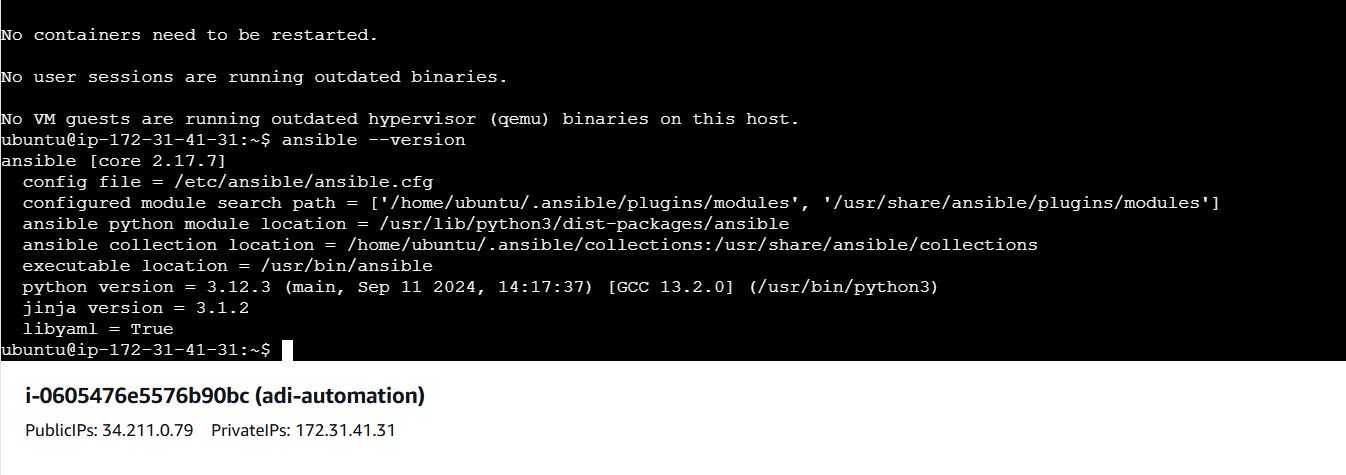 No containers need to be restarted.
No user sessions are running outdated binaries.
No VM guests are running outdated hypervisor (qemu) binaries on this host.
ubuntu@ip-172-31-41-31:~$ ansible --version
ansible [core 2.17.7]
  config file = /etc/ansible/ansible.cfg
  configured module search path = ['/home/ubuntu/.ansible/plugins/modules', '/usr/share/ansible/plugins/modules']
  ansible python module location = /usr/lib/python3/dist-packages/ansible
  ansible collection location = /home/ubuntu/.ansible/collections:/usr/share/ansible/collections
  executable location = /usr/bin/ansible
  python version = 3.12.3 (main, Sep 11 2024, 14:17:37) [GCC 13.2.0] (/usr/bin/python3)
  jinja version = 3.1.2
  libyaml = True
ubuntu@ip-172-31-41-31:~$
i-0605476e5576b90bc (adi-automation)
PublicIPs: 34.211.0.79 PrivateIPs: 172.31.41.31